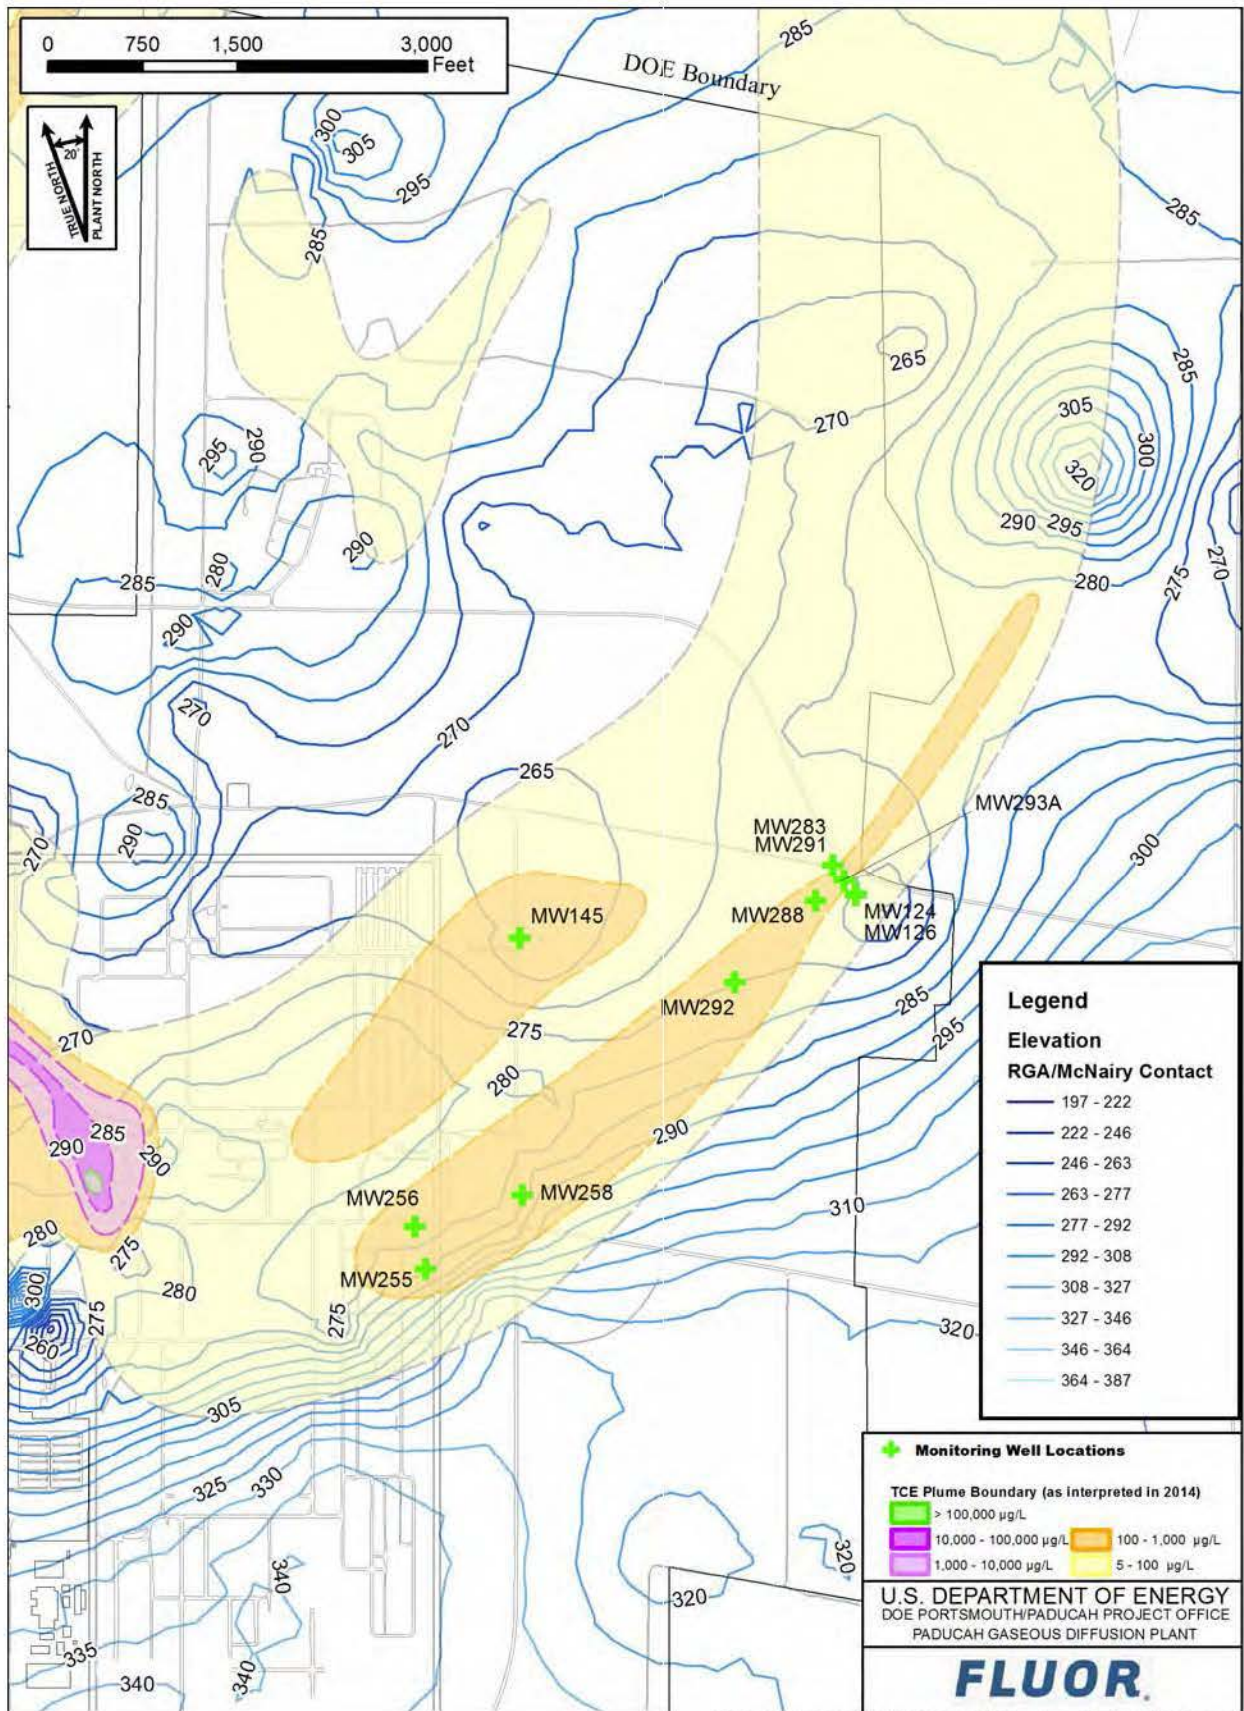 0 750 1,500 3,000
Feet
DOE Boundary
285
20°
TRUE NORTH
PLANT NORTH
300
305
295
285
285
265
285
270
305
300
320
290
295
280
275
270
295
290
290
280
285
290
270
270
265
285
290
270
MW293A
MW283
MW291
300
MW145
MW288
MW124
MW126
MW292
285
295
275
270
280
285
290
290
290
MW256
MW258
310
280
275
MW255
300
280
275
275
260
320
305
325
330
340
320
320
335
340
340
Legend
Elevation
RGA/McNairy Contact
197 - 222
222 - 246
246 - 263
263 - 277
277 - 292
292 - 308
308 - 327
327 - 346
346 - 364
364 - 387
Monitoring Well Locations
TCE Plume Boundary (as interpreted in 2014)
> 100,000 µg/L
10,000 - 100,000 µg/L 100 - 1,000 µg/L
1,000 - 10,000 µg/L 5 - 100 µg/L
U.S. DEPARTMENT OF ENERGY
DOE PORTSMOUTH/PADUCAH PROJECT OFFICE
PADUCAH GASEOUS DIFFUSION PLANT
FLUOR.